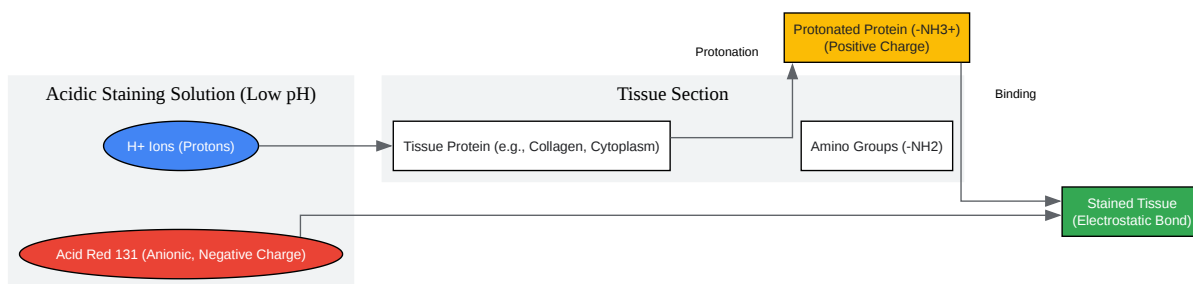 Protonated Protein (-NH3+)
(Positive Charge)
Protonation
Acidic Staining Solution (Low pH)
Tissue Section
Binding
H+ Ions (Protons)
Tissue Protein (e.g., Collagen, Cytoplasm)
Amino Groups (-NH2)
Stained Tissue
(Electrostatic Bond)
Acid Red 131 (Anionic, Negative Charge)